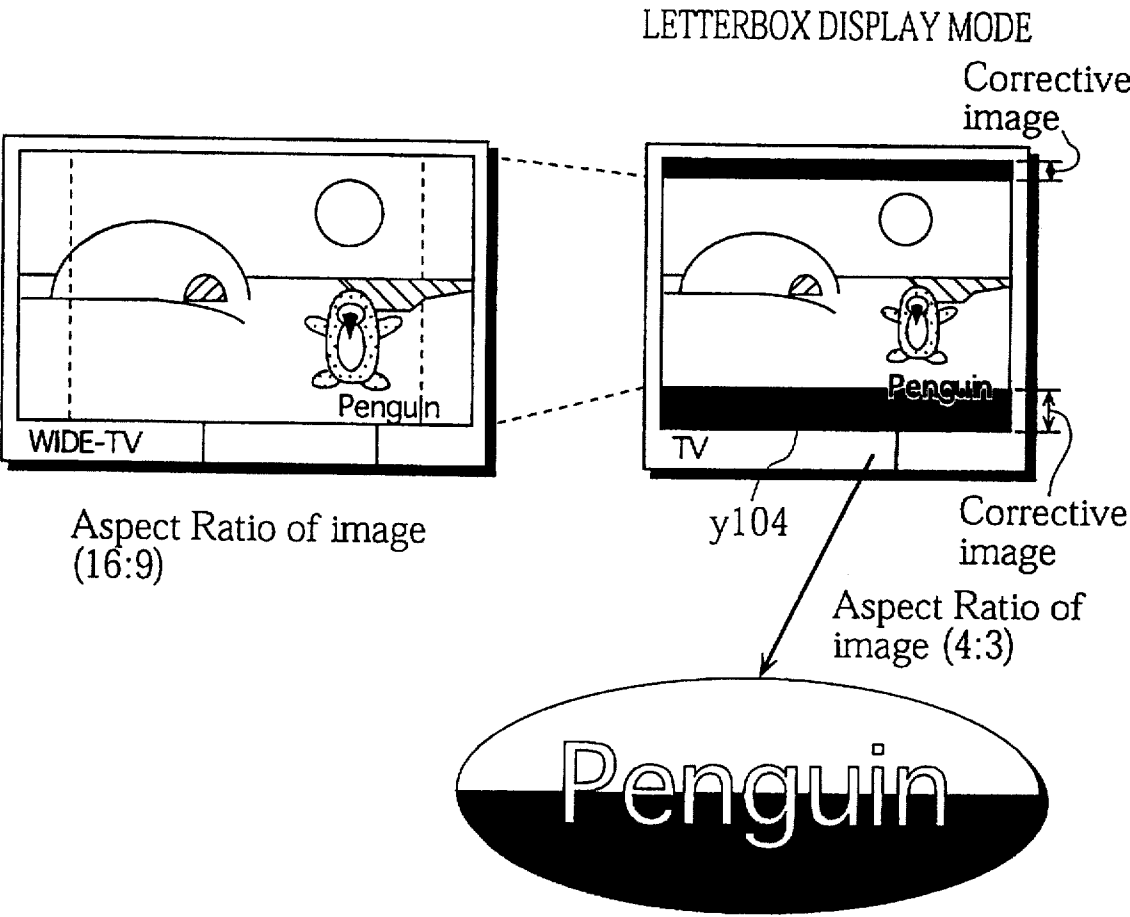 LETTERBOX DISPLAY MODE
Corrective
image
Penguin
WIDE-TV
Penguin
TV
Aspect Ratio of image
(16:9)
y104
Corrective
image
Aspect Ratio of
image (4:3)
Penguin